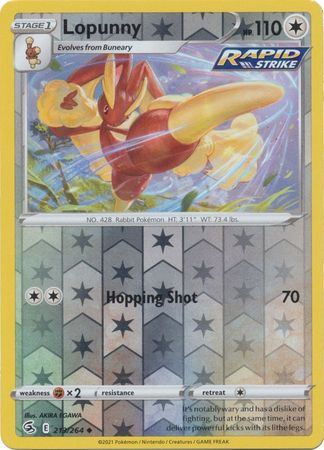 STAGE 1
Lopunny
HP 110
Evolves from Buneary
RAPID
STRIKE
NO. 428 Rabbit Pokémon HT: 3'11" WT: 73.4 lbs.
Hopping Shot 70
weakness ×2 resistance retreat
Illus. AKIRA EGAWA
E /264
It's notably wary and has a dislike of
fighting, but at the same time, it can
deliver powerful kicks with its lithe legs.
©2021 Pokémon / Nintendo / Creatures / GAME FREAK